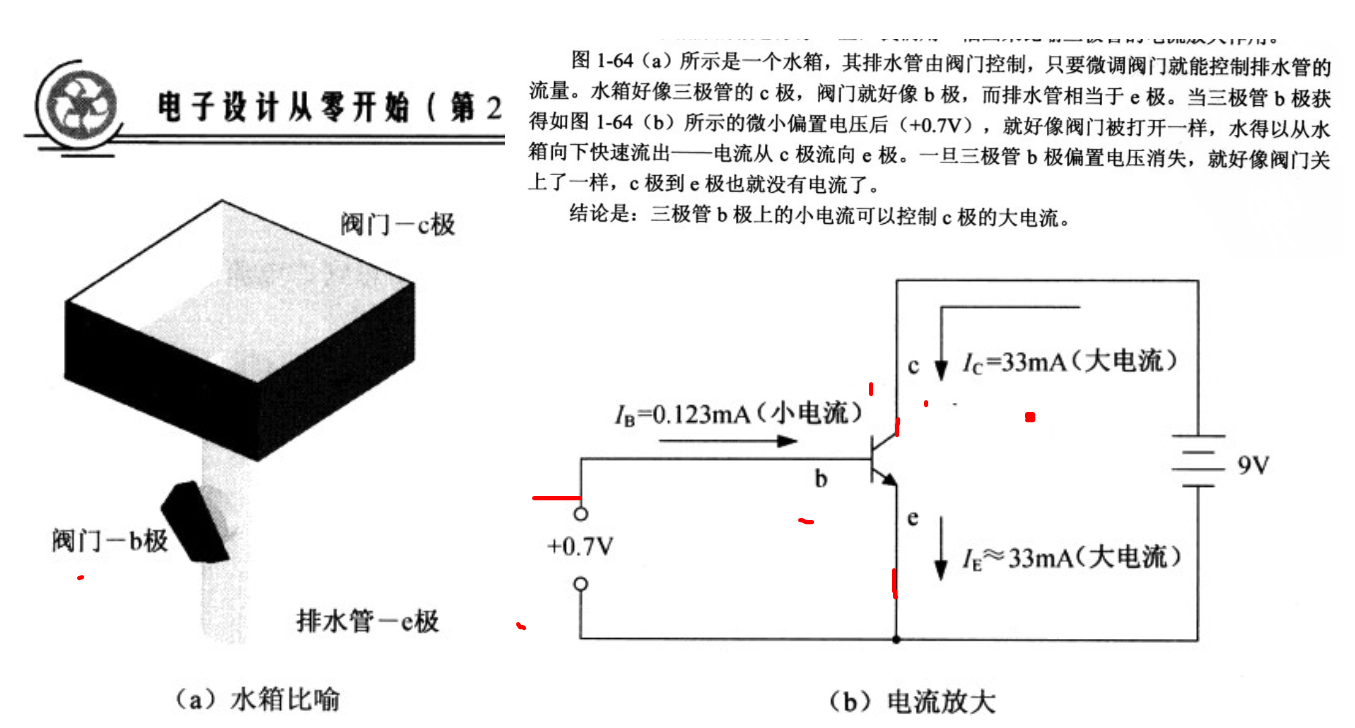 电子设计从零开始（第2
图 1-64（a）所示是一个水箱，其排水管由阀门控制，只要微调阀门就能控制排水管的
流量。水箱好像三极管的 c 极，阀门就好像 b 极，而排水管相当于 e 极。当三极管 b 极获
得如图 1-64（b）所示的微小偏置电压后（+0.7V），就好像阀门被打开一样，水得以从水
箱向下快速流出——电流从 c 极流向 e 极。一旦三极管 b 极偏置电压消失，就好像阀门关
上了一样，c 极到 e 极也就没有电流了。
结论是：三极管 b 极上的小电流可以控制 c 极的大电流。
阀门－c极
阀门－b极
排水管－e极
（a）水箱比喻
c
I_C=33mA（大电流）
I_B=0.123mA（小电流）
b
9V
e
+0.7V
I_E≈33mA（大电流）
（b）电流放大